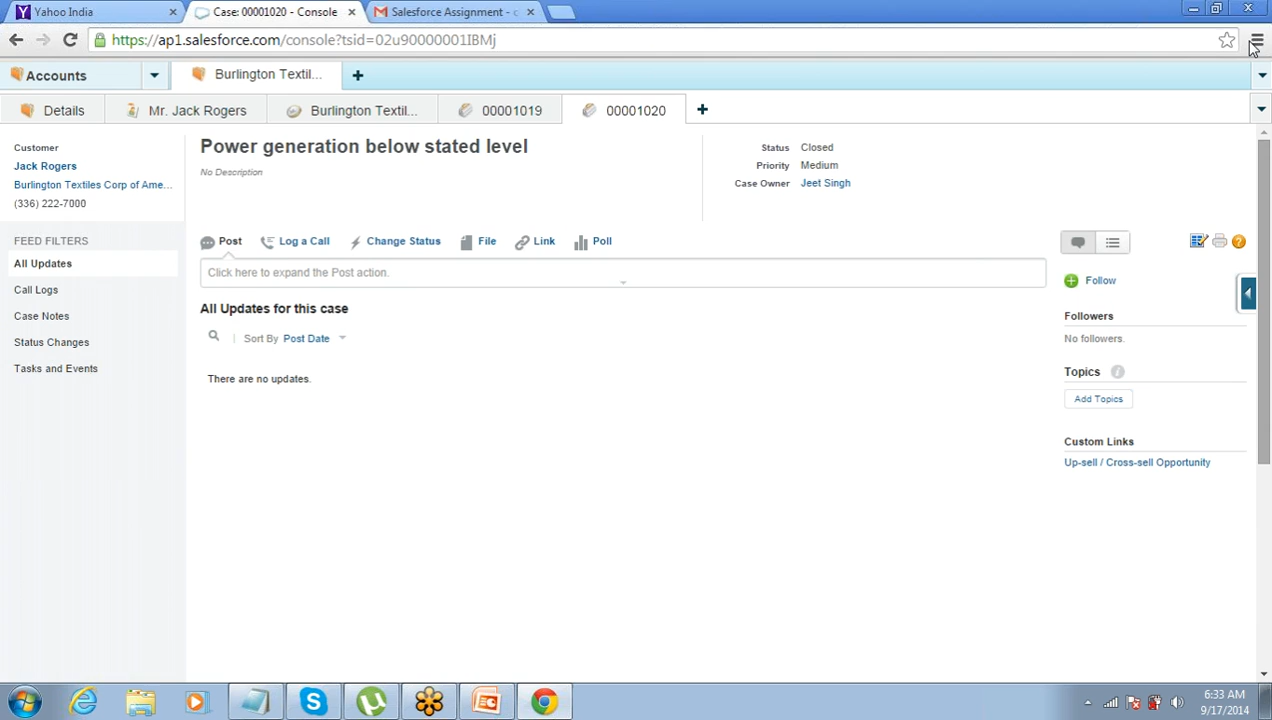 Yahoo India
Case: 00001020 - Console
Salesforce Assignment - c
https://ap1.salesforce.com/console?tsid=02u90000001IBMj
Accounts
Burlington Textil...
Details
Mr. Jack Rogers
Burlington Textil...
00001019
00001020
Customer
Jack Rogers
Burlington Textiles Corp of Ame...
(336) 222-7000
Power generation below stated level
No Description
Status Closed
Priority Medium
Case Owner Jeet Singh
FEED FILTERS
All Updates
Call Logs
Case Notes
Status Changes
Tasks and Events
Post
Log a Call
Change Status
File
Link
Poll
Click here to expand the Post action.
All Updates for this case
Sort By Post Date
There are no updates.
Follow
Followers
No followers.
Topics
Add Topics
Custom Links
Up-sell / Cross-sell Opportunity
6:33 AM
9/17/2014